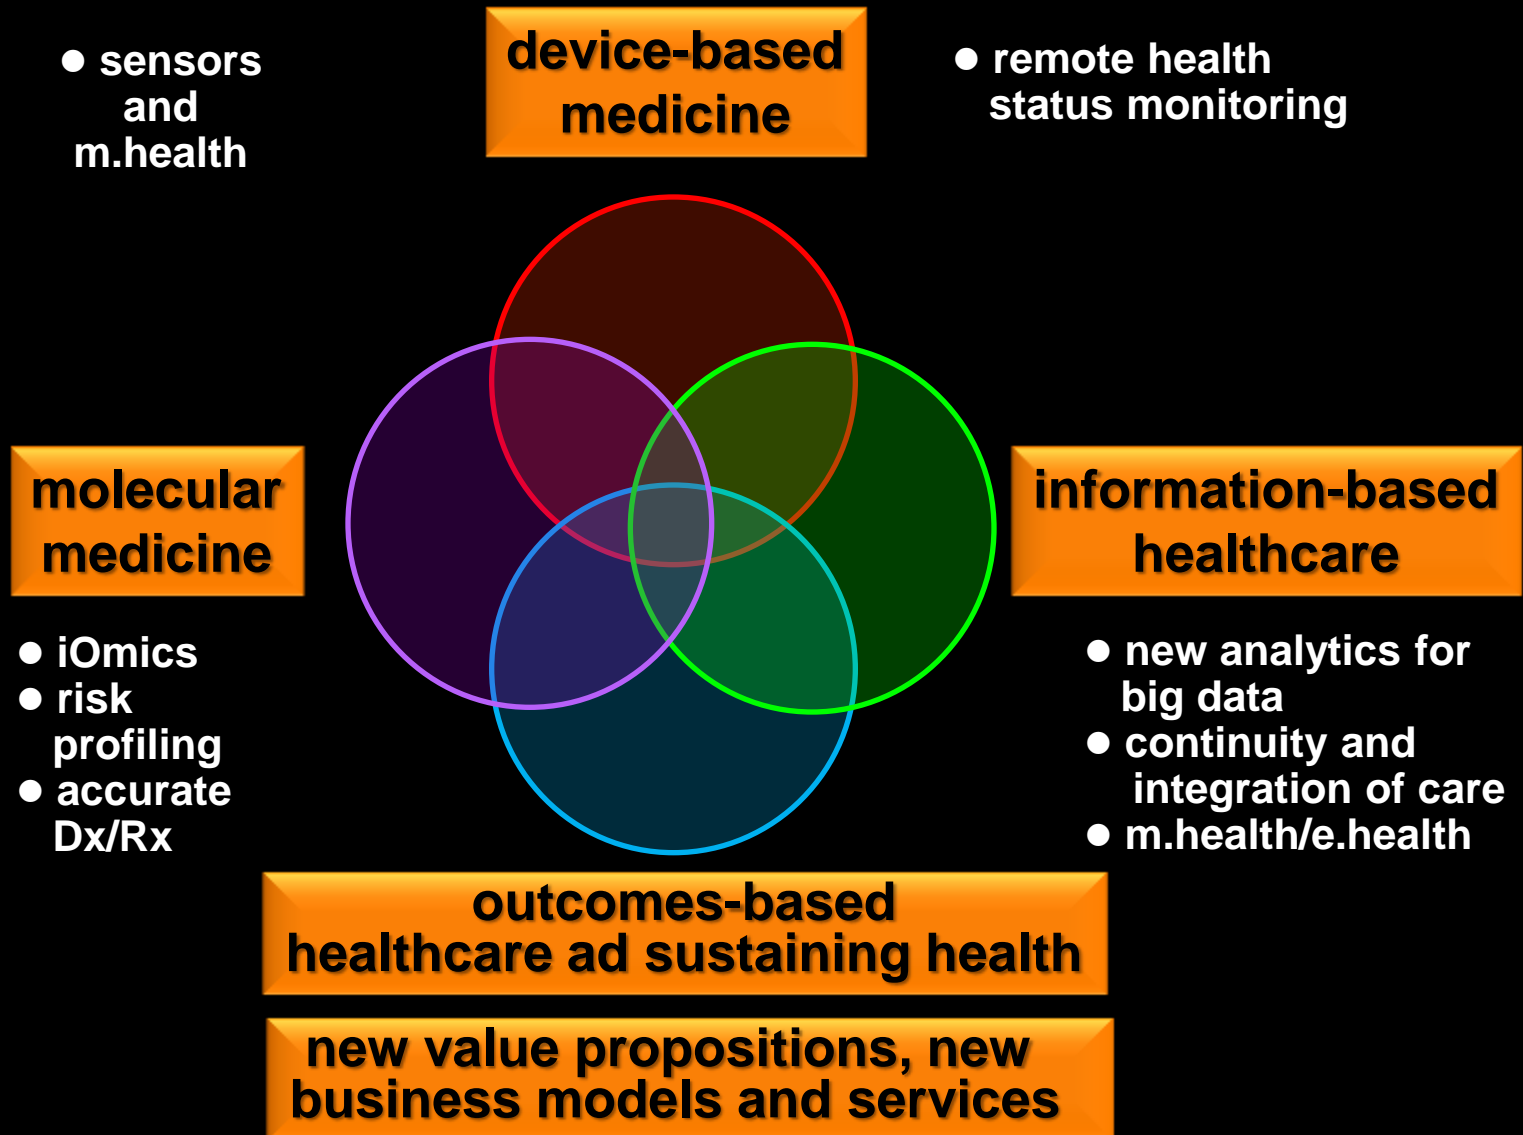 ● sensors
and
m.health
device-based
medicine
● remote health
status monitoring
molecular
medicine
● iOmics
● risk
profiling
● accurate
Dx/Rx
information-based
healthcare
● new analytics for
big data
● continuity and
integration of care
● m.health/e.health
outcomes-based
healthcare ad sustaining health
new value propositions, new
business models and services